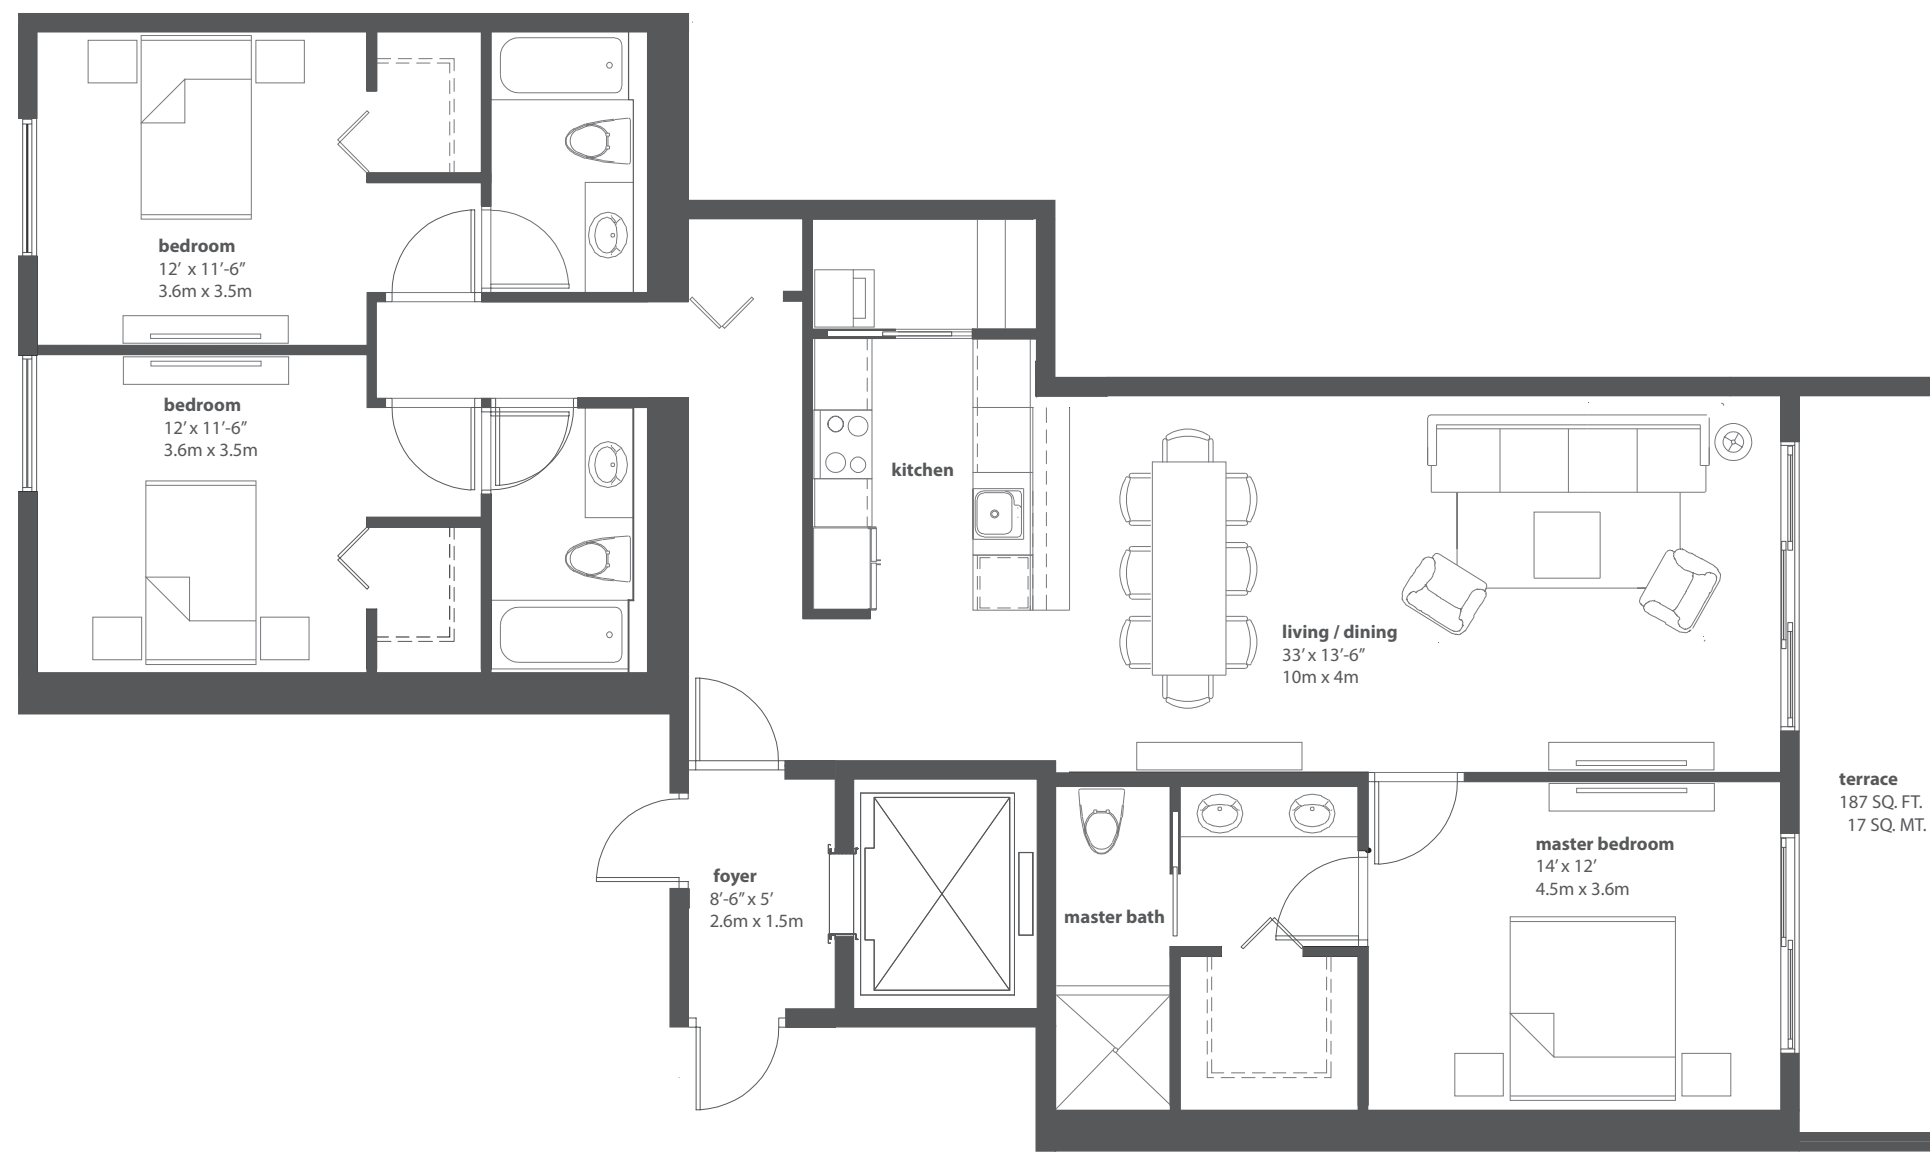 bedroom
12’ x 11’-6”
3.6m x 3.5m
bedroom
12’ x 11’-6”
3.6m x 3.5m
kitchen
living / dining
33’ x 13’-6”
10m x 4m
terrace
187 SQ. FT.
17 SQ. MT.
master bedroom
14’ x 12’
4.5m x 3.6m
foyer
8’-6” x 5’
2.6m x 1.5m
master bath